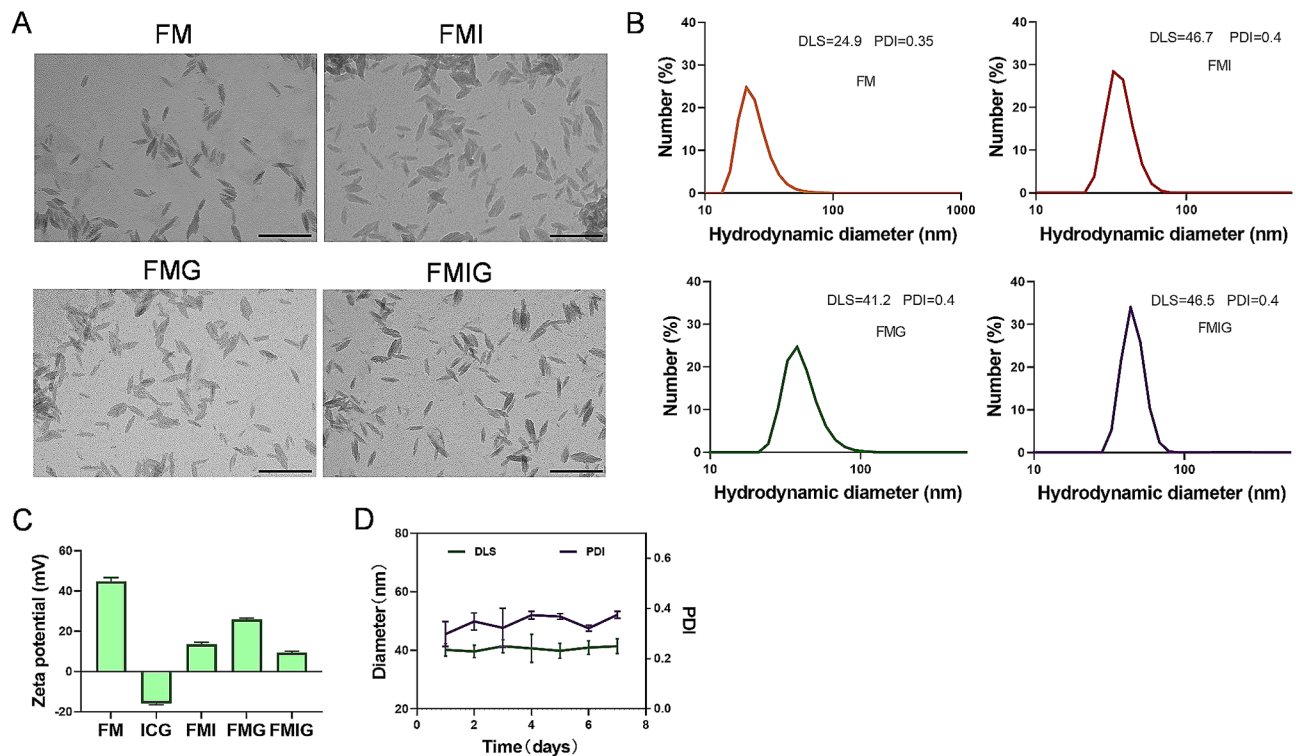 A
FM
FMI
FMG
FMIG
B
40
30
20
10
0
Number (%)
DLS=24.9 PDI=0.35
FM
10
100
1000
Hydrodynamic diameter (nm)
40
30
20
10
0
Number (%)
DLS=46.7 PDI=0.4
FMI
10
100
Hydrodynamic diameter (nm)
40
30
20
10
0
Number (%)
DLS=41.2 PDI=0.4
FMG
10
100
Hydrodynamic diameter (nm)
40
30
20
10
0
Number (%)
DLS=46.5 PDI=0.4
FMIG
10
100
Hydrodynamic diameter (nm)
C
60
40
20
0
-20
Zeta potential (mV)
FM ICG FMI FMG FMIG
D
80
60
40
20
Diameter(nm)
DLS PDI
0.6
0.4
0.2
0.0
PDI
0 2 4 6 8
Time(days)